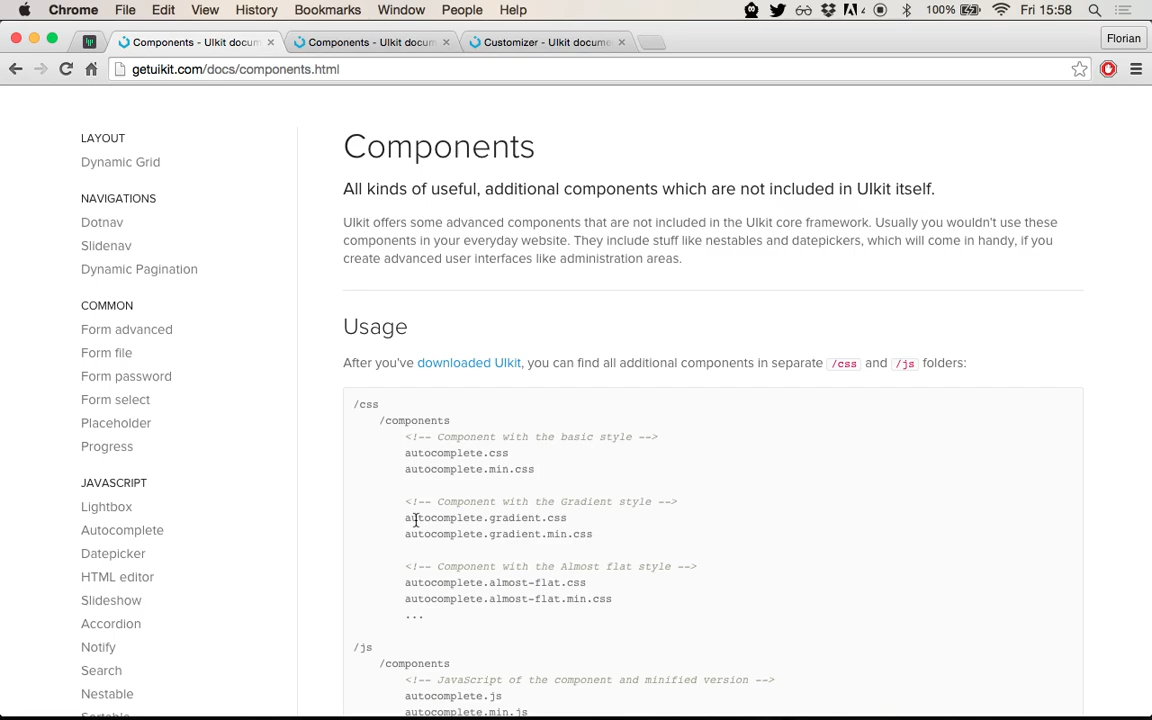 Chrome File Edit View History Bookmarks Window People Help 4 100% Fri 15:58
Components - UIkit docum Components - UIkit docum Customizer - UIkit docume Florian
getuikit.com/docs/components.html
LAYOUT
Dynamic Grid
NAVIGATIONS
Dotnav
Slidenav
Dynamic Pagination
COMMON
Form advanced
Form file
Form password
Form select
Placeholder
Progress
JAVASCRIPT
Lightbox
Autocomplete
Datepicker
HTML editor
Slideshow
Accordion
Notify
Search
Nestable
Sortable
Components
All kinds of useful, additional components which are not included in UIkit itself.
UIkit offers some advanced components that are not included in the UIkit core framework. Usually you wouldn't use these
components in your everyday website. They include stuff like nestables and datepickers, which will come in handy, if you
create advanced user interfaces like administration areas.
Usage
After you've downloaded UIkit, you can find all additional components in separate /css and /js folders:
/css
/components
<!-- Component with the basic style -->
autocomplete.css
autocomplete.min.css
<!-- Component with the Gradient style -->
autocomplete.gradient.css
autocomplete.gradient.min.css
<!-- Component with the Almost flat style -->
autocomplete.almost-flat.css
autocomplete.almost-flat.min.css
...
/js
/components
<!-- JavaScript of the component and minified version -->
autocomplete.js
autocomplete.min.js